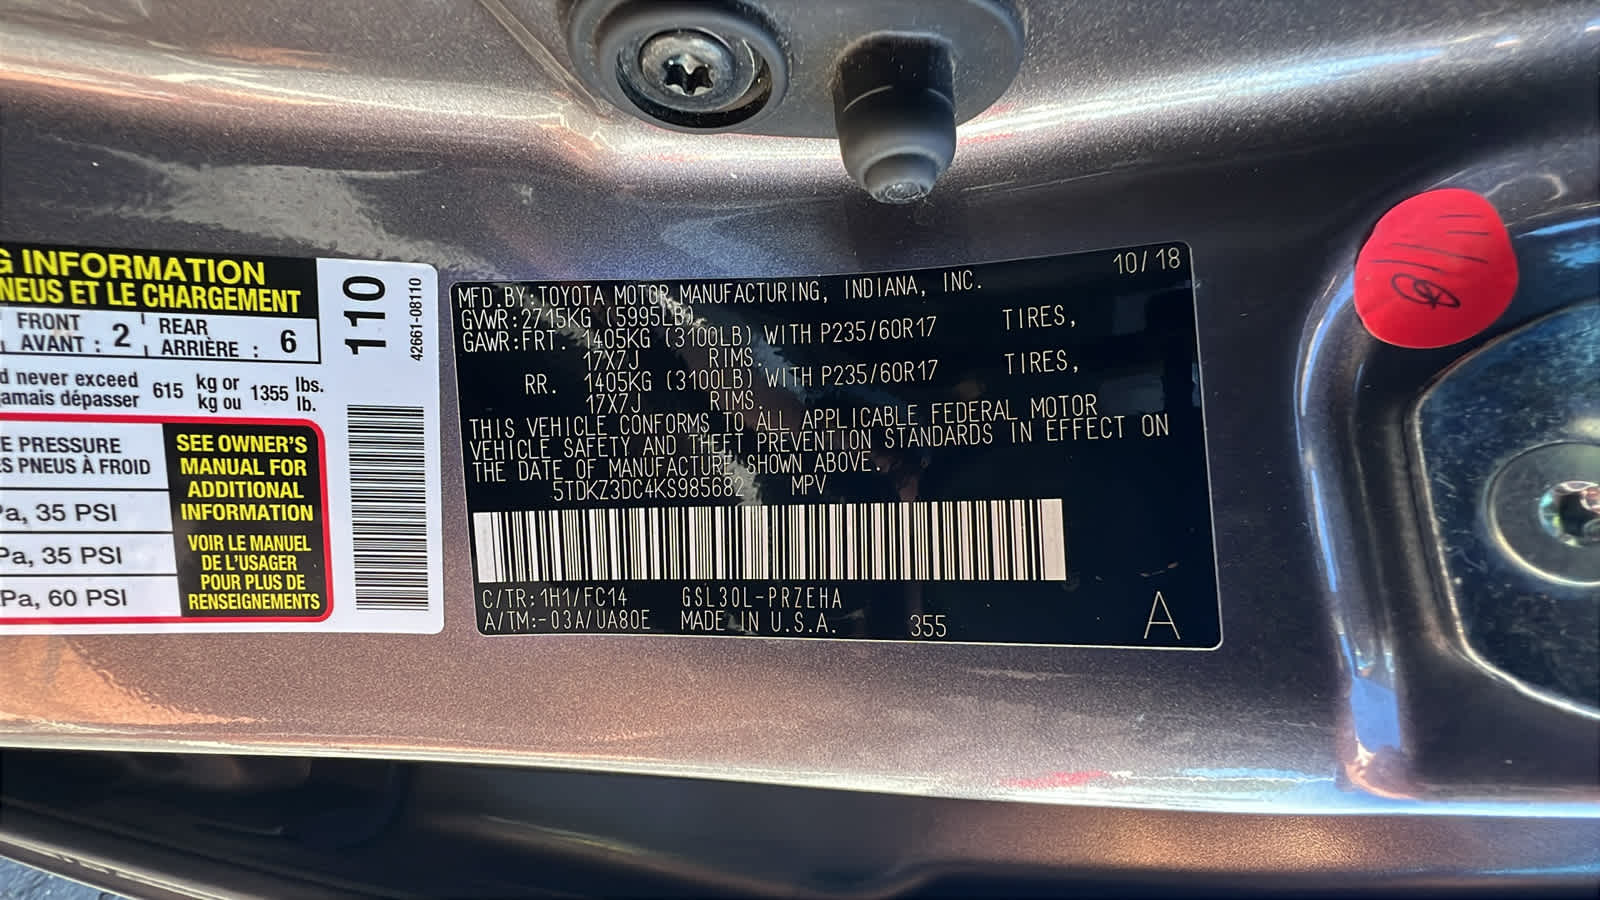 G INFORMATION
NEUS ET LE CHARGEMENT
FRONT
AVANT : 2
REAR
ARRIÈRE : 6
d never exceed
amais dépasser
615
kg or
kg ou
1355
lbs.
lb.
E PRESSURE
ES PNEUS À FROID
Pa, 35 PSI
Pa, 35 PSI
Pa, 60 PSI
SEE OWNER'S
MANUAL FOR
ADDITIONAL
INFORMATION
VOIR LE MANUEL
DE L'USAGER
POUR PLUS DE
RENSEIGNEMENTS
110
42661-08110
10/18
MFD.BY:TOYOTA MOTOR MANUFACTURING, INDIANA, INC.
GVWR:2715KG (5995LB)
GAWR:FRT. 1405KG (3100LB) WITH P235/60R17 TIRES,
17X7J RIMS.
RR. 1405KG (3100LB) WITH P235/60R17 TIRES,
17X7J RIMS.
THIS VEHICLE CONFORMS TO ALL APPLICABLE FEDERAL MOTOR
VEHICLE SAFETY AND THEFT PREVENTION STANDARDS IN EFFECT ON
THE DATE OF MANUFACTURE SHOWN ABOVE.
5TDKZ3DC4KS985682 MPV
C/TR:1H1/FC14 GSL30L-PRZEHA
A/TM:-03A/UA80E MADE IN U.S.A. 355
A